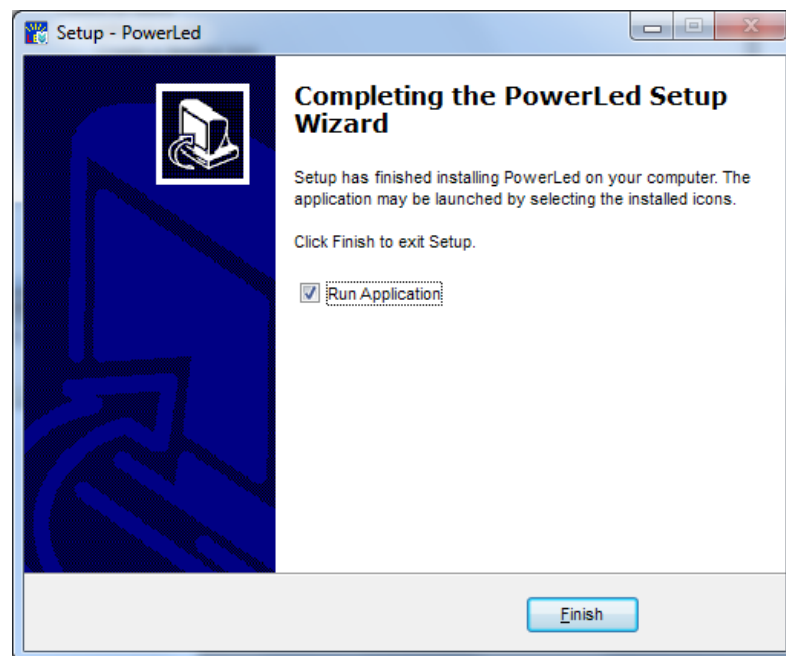 Setup - PowerLed
Completing the PowerLed Setup
Wizard
Setup has finished installing PowerLed on your computer. The
application may be launched by selecting the installed icons.
Click Finish to exit Setup.
Run Application
Finish